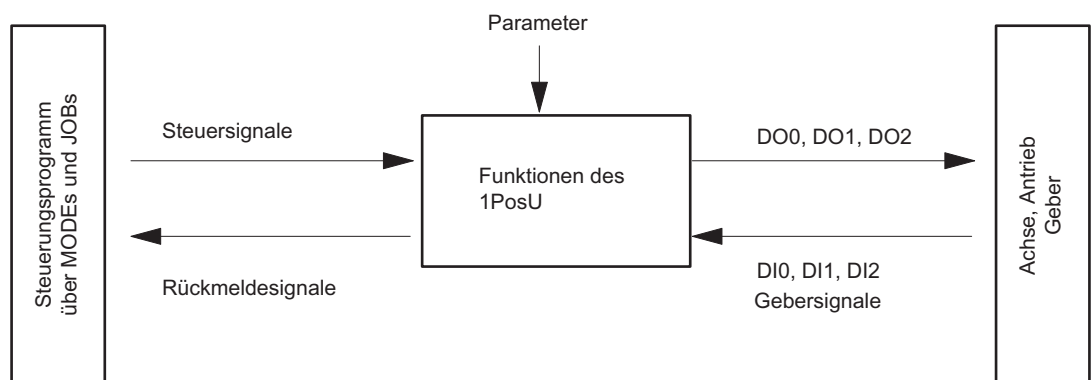 Parameter
Steuerungsprogramm
über MODEs und JOBs
Steuersignale
Rückmeldesignale
Funktionen des
1PosU
DO0, DO1, DO2
DI0, DI1, DI2
Gebersignale
Achse, Antrieb
Geber